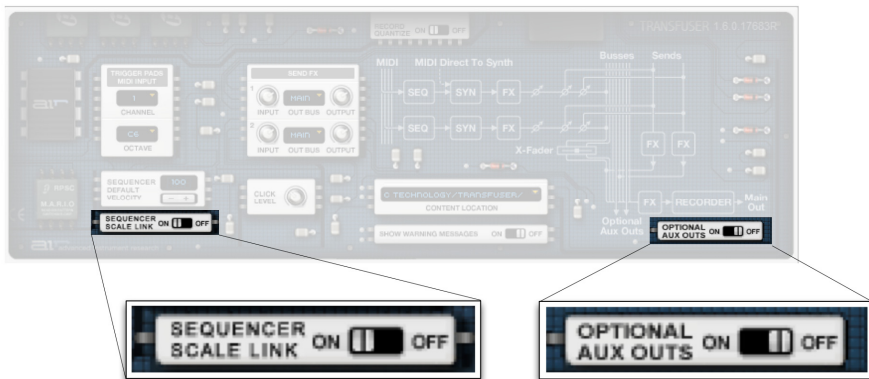 RECORD
QUANTIZE ON OFF
TRANSFUSER 1.6.0.17683R
TRIGGER PADS
MIDI INPUT
1
CHANNEL
C6
OCTAVE
SEND FX
1
MAIN
INPUT OUT BUS OUTPUT
2
MAIN
INPUT OUT BUS OUTPUT
MIDI MIDI Direct To Synth
Busses Sends
SEQ SYN FX
SEQ SYN FX
X-Fader
FX FX
SEQUENCER
DEFAULT
VELOCITY
100
CLICK
LEVEL
C TECHNOLOGY/TRANSFUSER/
CONTENT LOCATION
FX RECORDER Main
Out
Optional
Aux Outs
SEQUENCER
SCALE LINK ON OFF
SHOW WARNING MESSAGES ON OFF
OPTIONAL
AUX OUTS ON OFF
SEQUENCER
SCALE LINK ON OFF
OPTIONAL
AUX OUTS ON OFF